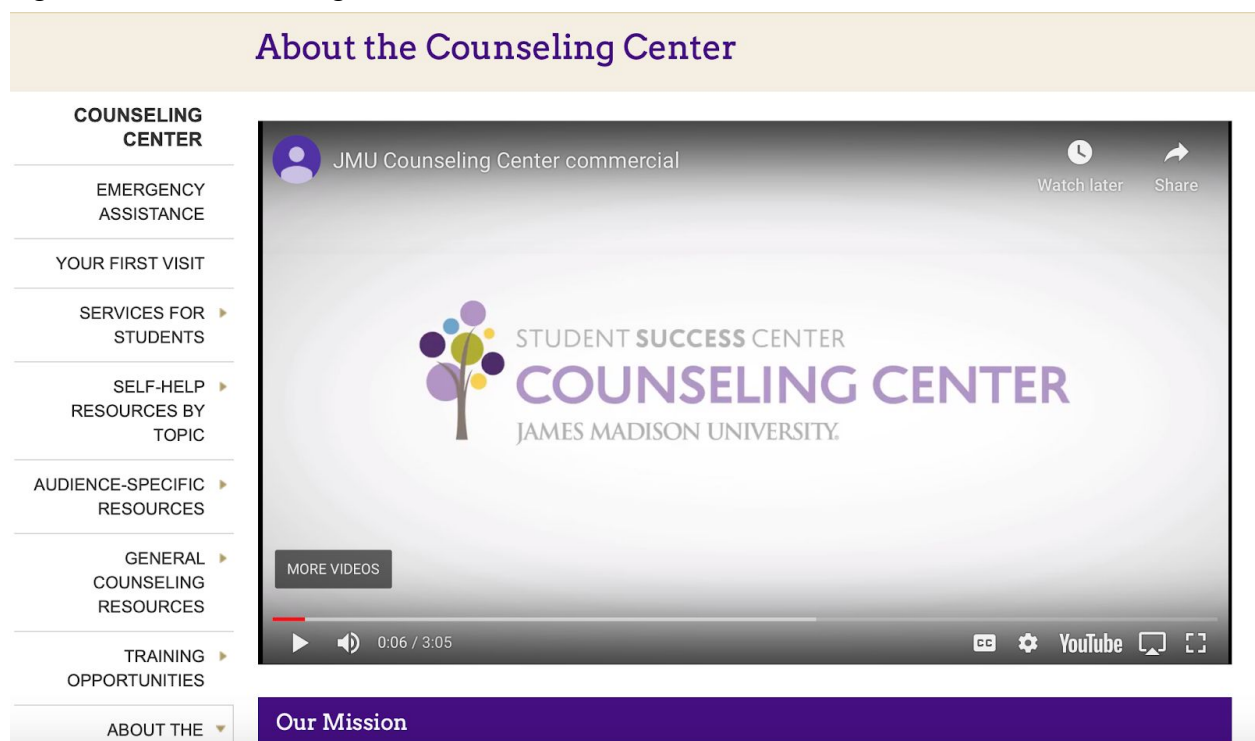 About the Counseling Center
COUNSELING
CENTER
EMERGENCY
ASSISTANCE
YOUR FIRST VISIT
SERVICES FOR
STUDENTS
SELF-HELP
RESOURCES BY
TOPIC
AUDIENCE-SPECIFIC
RESOURCES
GENERAL
COUNSELING
RESOURCES
TRAINING
OPPORTUNITIES
ABOUT THE
JMU Counseling Center commercial
Watch later
Share
STUDENT SUCCESS CENTER
COUNSELING CENTER
JAMES MADISON UNIVERSITY.
MORE VIDEOS
0:06 / 3:05
CC
YouTube
Our Mission